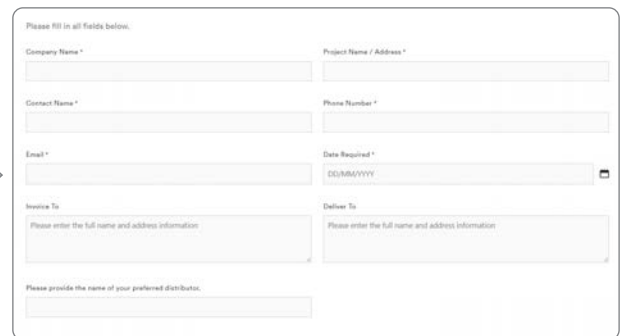 Please fill in all fields below.
Company Name *
Project Name / Address *
Contact Name *
Phone Number *
Email *
Date Required *
DD/MM/YYYY
Invoice To
Deliver To
Please enter the full name and address information
Please enter the full name and address information
Please provide the name of your preferred distributor.